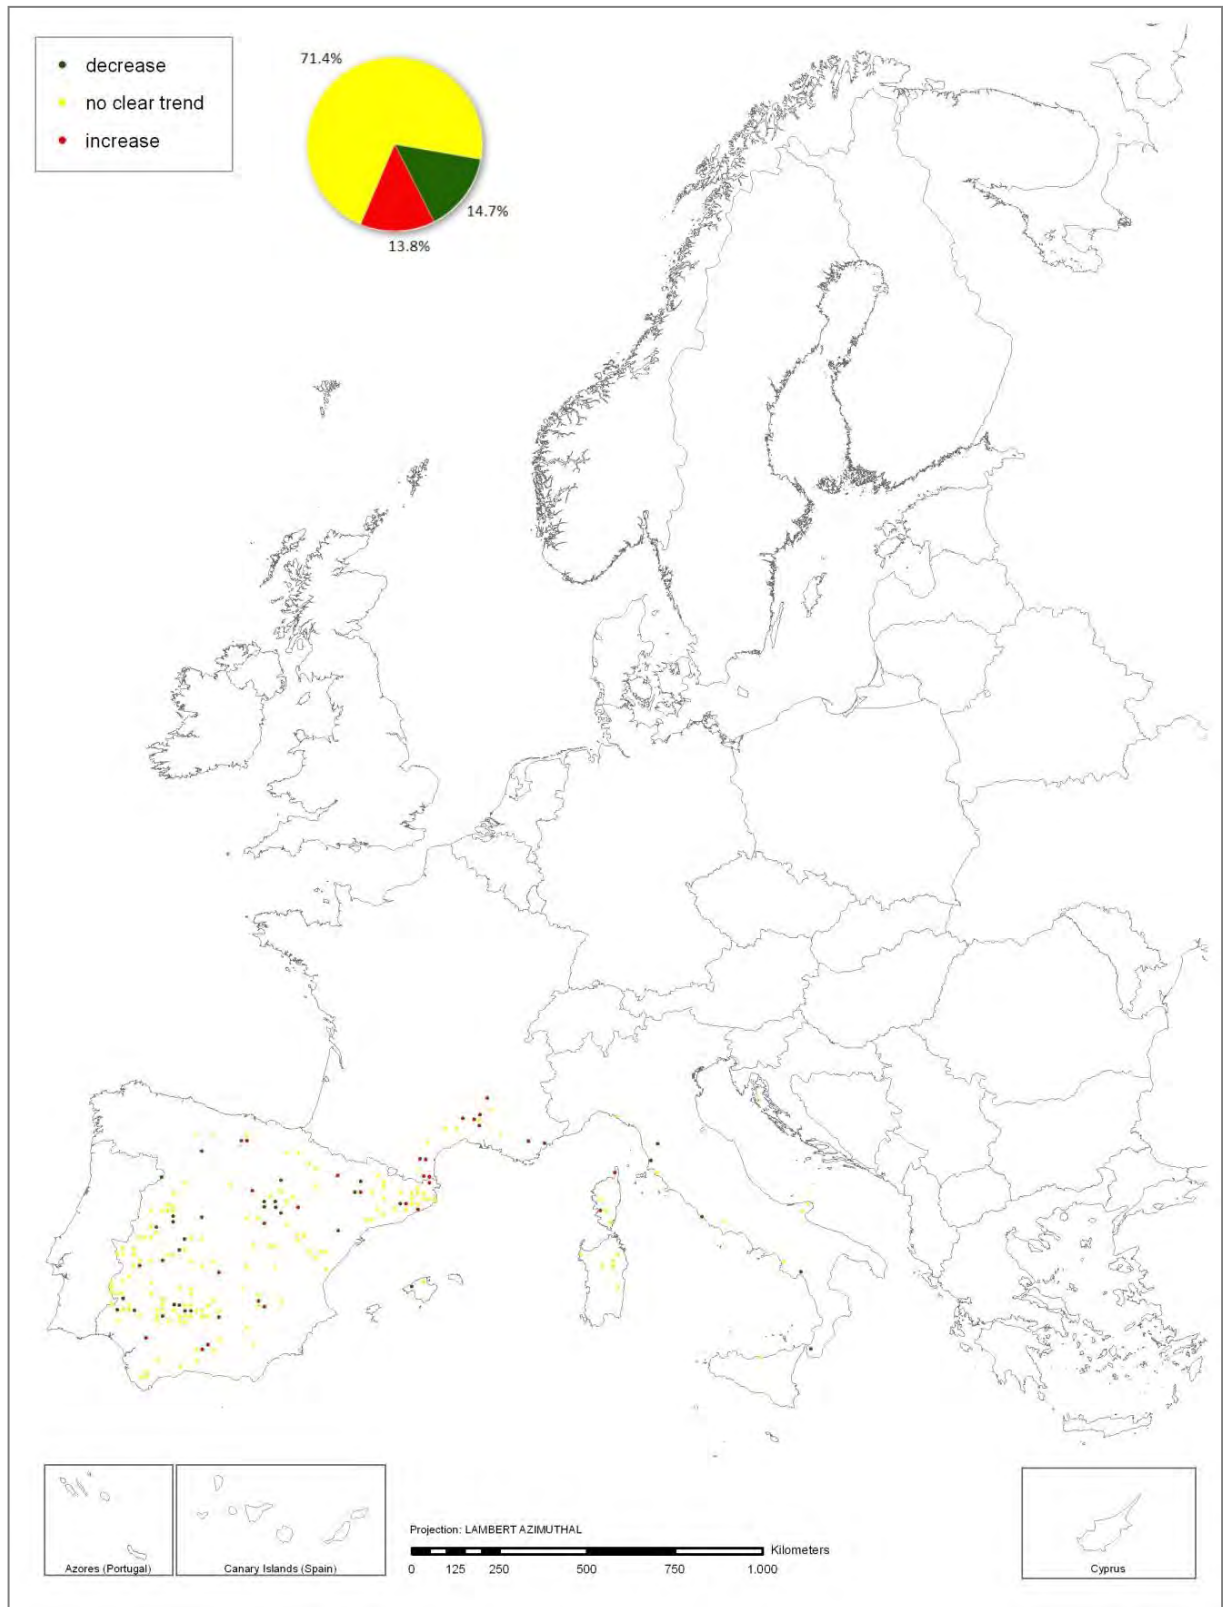 decrease
no clear trend
increase
71.4%
14.7%
13.8%
Azores (Portugal)
Canary Islands (Spain)
Projection: LAMBERT AZIMUTHAL
Kilometers
0 125 250 500 750 1.000
Cyprus